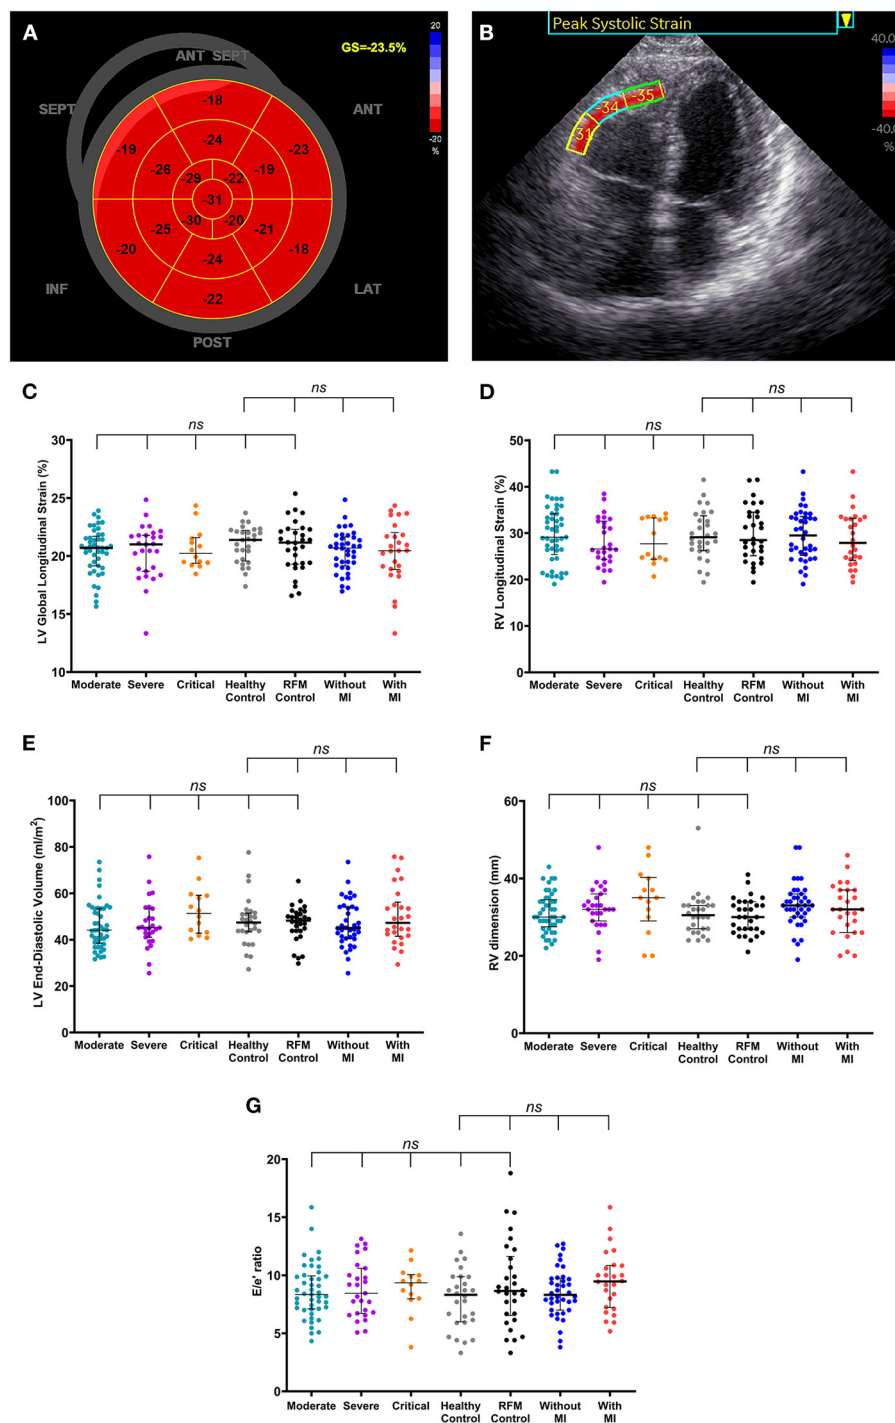 A
20
GS=-23.5%
ANT SEPT
SEPT
ANT
-20
%
-18
-24
-19
-23
-26
-19
-29
-22
-31
-30
-20
-25
-21
-20
-18
-24
-22
INF
LAT
POST
B
Peak Systolic Strain
40.0
-40.0
%
-35
-34
31
C
ns
ns
LV Global Longitudinal Strain (%)
30
25
20
15
10
Moderate
Severe
Critical
Healthy
Control
RFM
Control
Without
MI
With
MI
D
ns
ns
RV Longitudinal Strain (%)
50
40
30
20
10
0
Moderate
Severe
Critical
Healthy
Control
RFM
Control
Without
MI
With
MI
E
ns
ns
LV End-Diastolic Volume (ml/m²)
100
80
60
40
20
0
Moderate
Severe
Critical
Healthy
Control
RFM
Control
Without
MI
With
MI
F
ns
ns
RV dimension (mm)
60
40
20
0
Moderate
Severe
Critical
Healthy
Control
RFM
Control
Without
MI
With
MI
G
ns
ns
E/e' ratio
20
15
10
5
0
Moderate
Severe
Critical
Healthy
Control
RFM
Control
Without
MI
With
MI